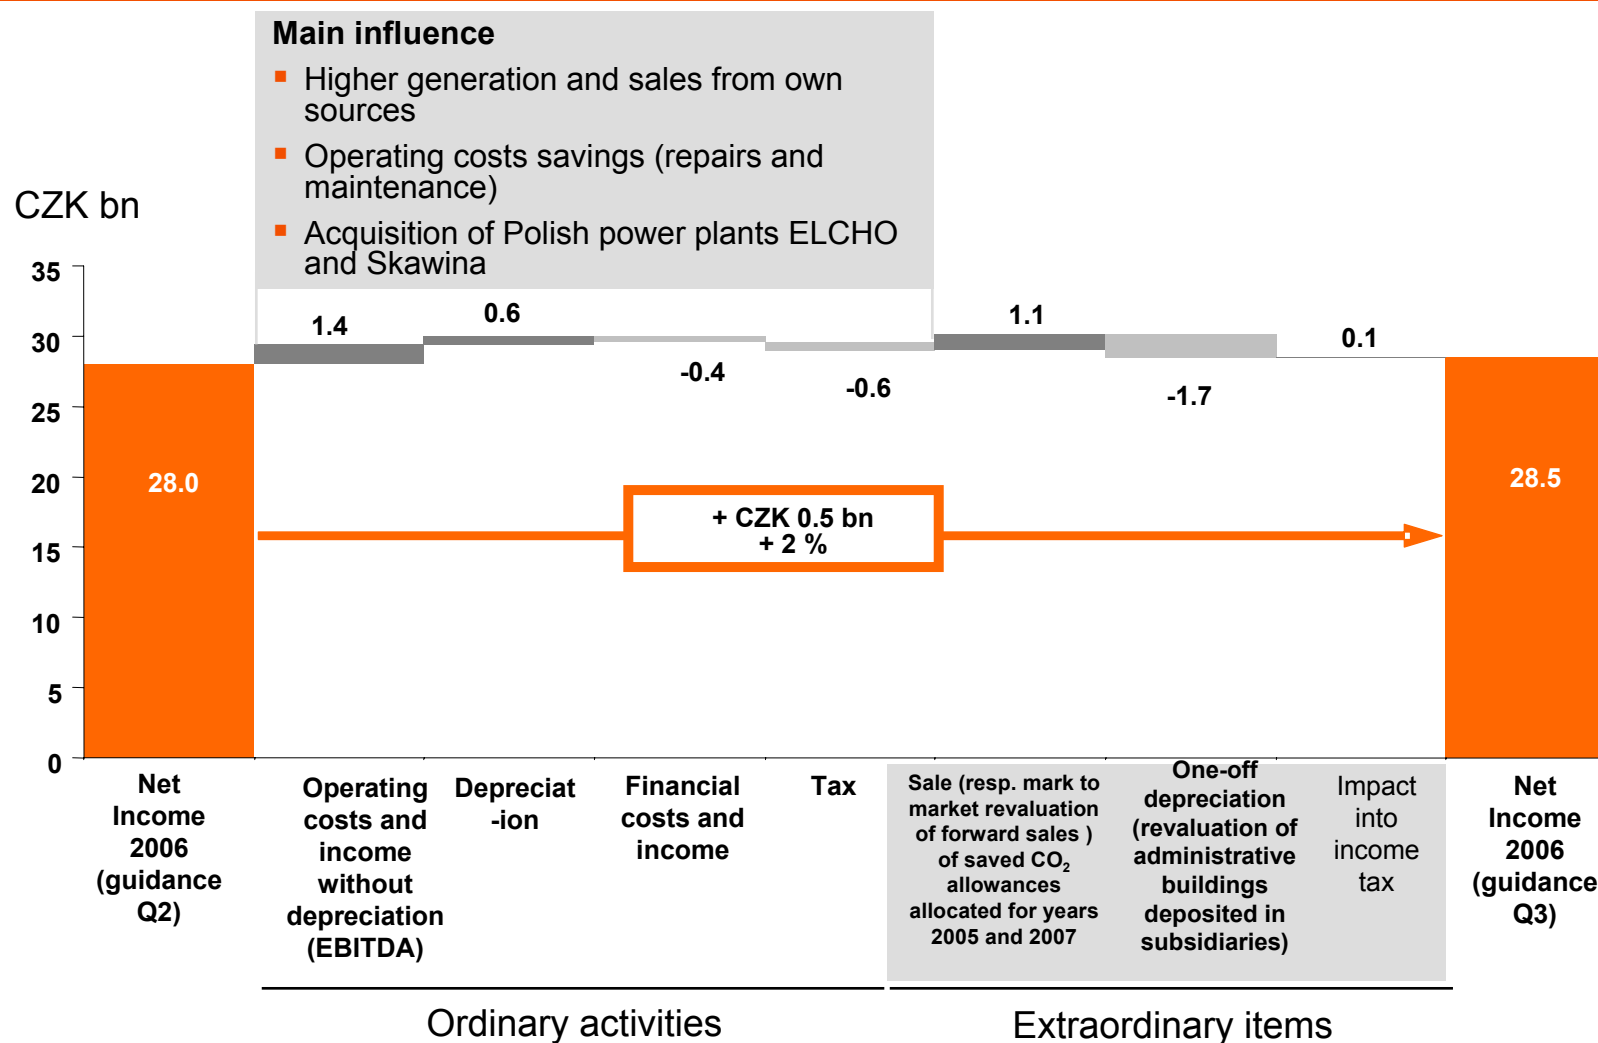 Main influence
Higher generation and sales from own
sources
Operating costs savings (repairs and
maintenance)
Acquisition of Polish power plants ELCHO
and Skawina
CZK bn
35
30
25
20
15
10
5
0
1.4
0.6
-0.4
-0.6
1.1
-1.7
0.1
28.0
28.5
+ CZK 0.5 bn
+ 2 %
Net
Income
2006
(guidance
Q2)
Operating
costs and
income
without
depreciation
(EBITDA)
Depreciat
-ion
Financial
costs and
income
Tax
Sale (resp. mark to
market revaluation
of forward sales )
of saved CO₂
allowances
allocated for years
2005 and 2007
One-off
depreciation
(revaluation of
administrative
buildings
deposited in
subsidiaries)
Impact
into
income
tax
Net
Income
2006
(guidance
Q3)
Ordinary activities
Extraordinary items